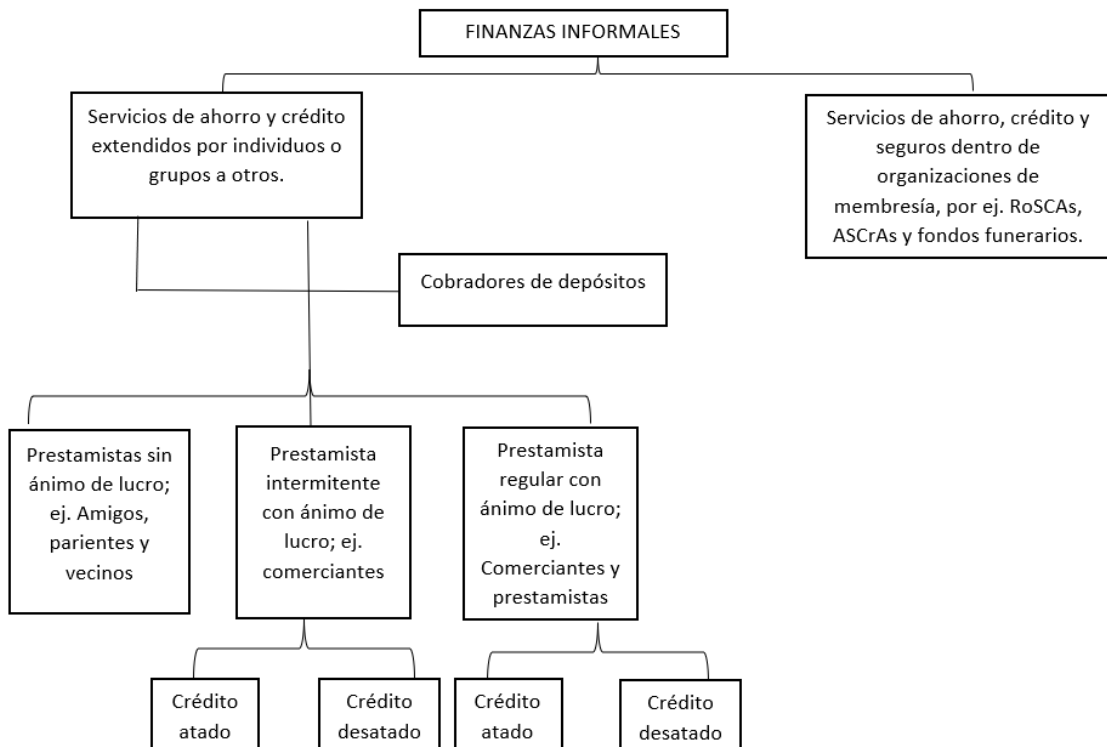 FINANZAS INFORMALES
Servicios de ahorro y crédito
extendidos por individuos o
grupos a otros.
Servicios de ahorro, crédito y
seguros dentro de
organizaciones de
membresía, por ej. RoSCAs,
ASCrAs y fondos funerarios.
Cobradores de depósitos
Prestamistas sin
ánimo de lucro;
ej. Amigos,
parientes y
vecinos
Prestamista
intermitente
con ánimo de
lucro; ej.
comerciantes
Prestamista
regular con
ánimo de lucro;
ej.
Comerciantes y
prestamistas
Crédito
atado
Crédito
desatado
Crédito
atado
Crédito
desatado